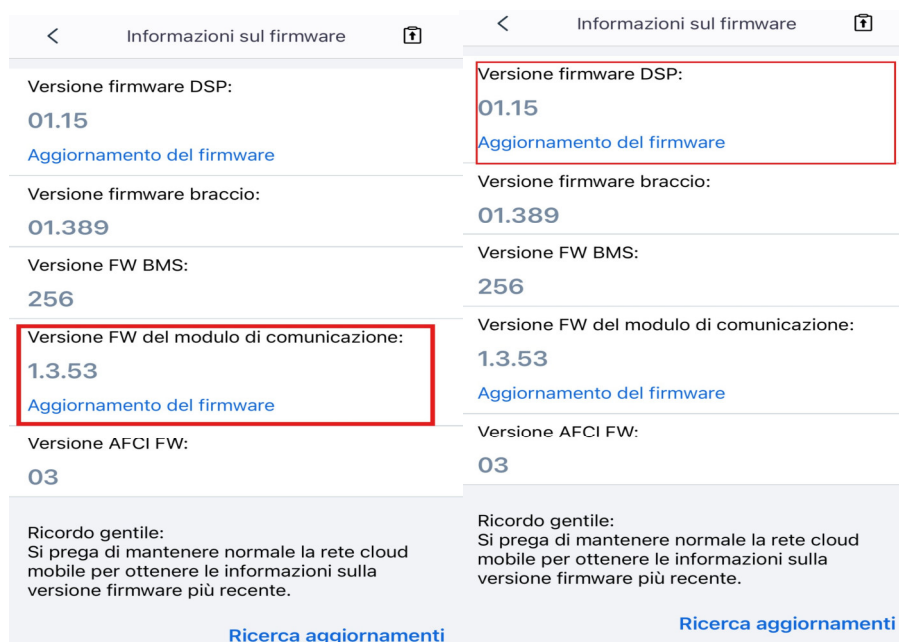 Informazioni sul firmware
Versione firmware DSP:
01.15
Aggiornamento del firmware
Versione firmware braccio:
01.389
Versione FW BMS:
256
Versione FW del modulo di comunicazione:
1.3.53
Aggiornamento del firmware
Versione AFCI FW:
03
Ricordo gentile:
Si prega di mantenere normale la rete cloud
mobile per ottenere le informazioni sulla
versione firmware più recente.
Ricerca aggiornamenti
Informazioni sul firmware
Versione firmware DSP:
01.15
Aggiornamento del firmware
Versione firmware braccio:
01.389
Versione FW BMS:
256
Versione FW del modulo di comunicazione:
1.3.53
Aggiornamento del firmware
Versione AFCI FW:
03
Ricordo gentile:
Si prega di mantenere normale la rete cloud
mobile per ottenere le informazioni sulla
versione firmware più recente.
Ricerca aggiornamenti